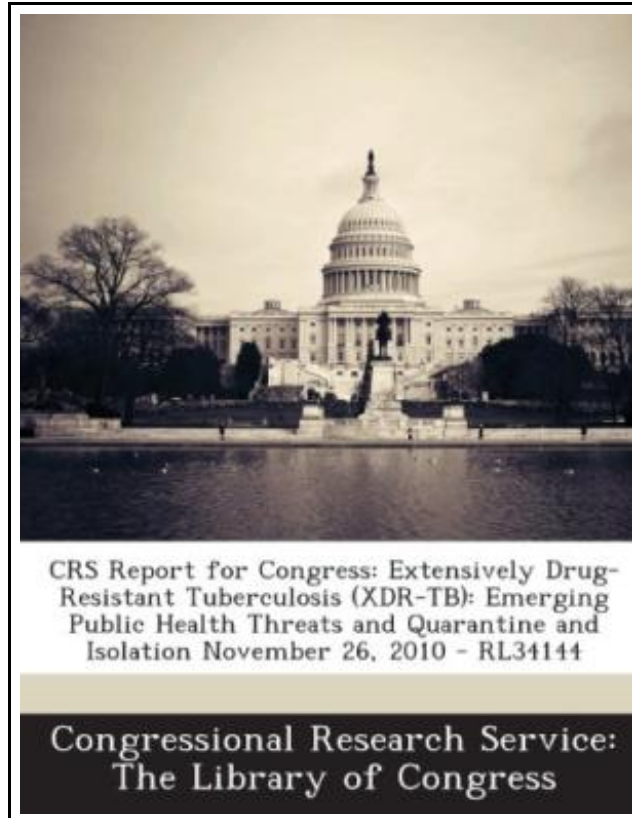 CRS Report for Congress: Extensively Drug-
Resistant Tuberculosis (XDR-TB): Emerging
Public Health Threats and Quarantine and
Isolation November 26, 2010 - RL34144
Congressional Research Service:
The Library of Congress